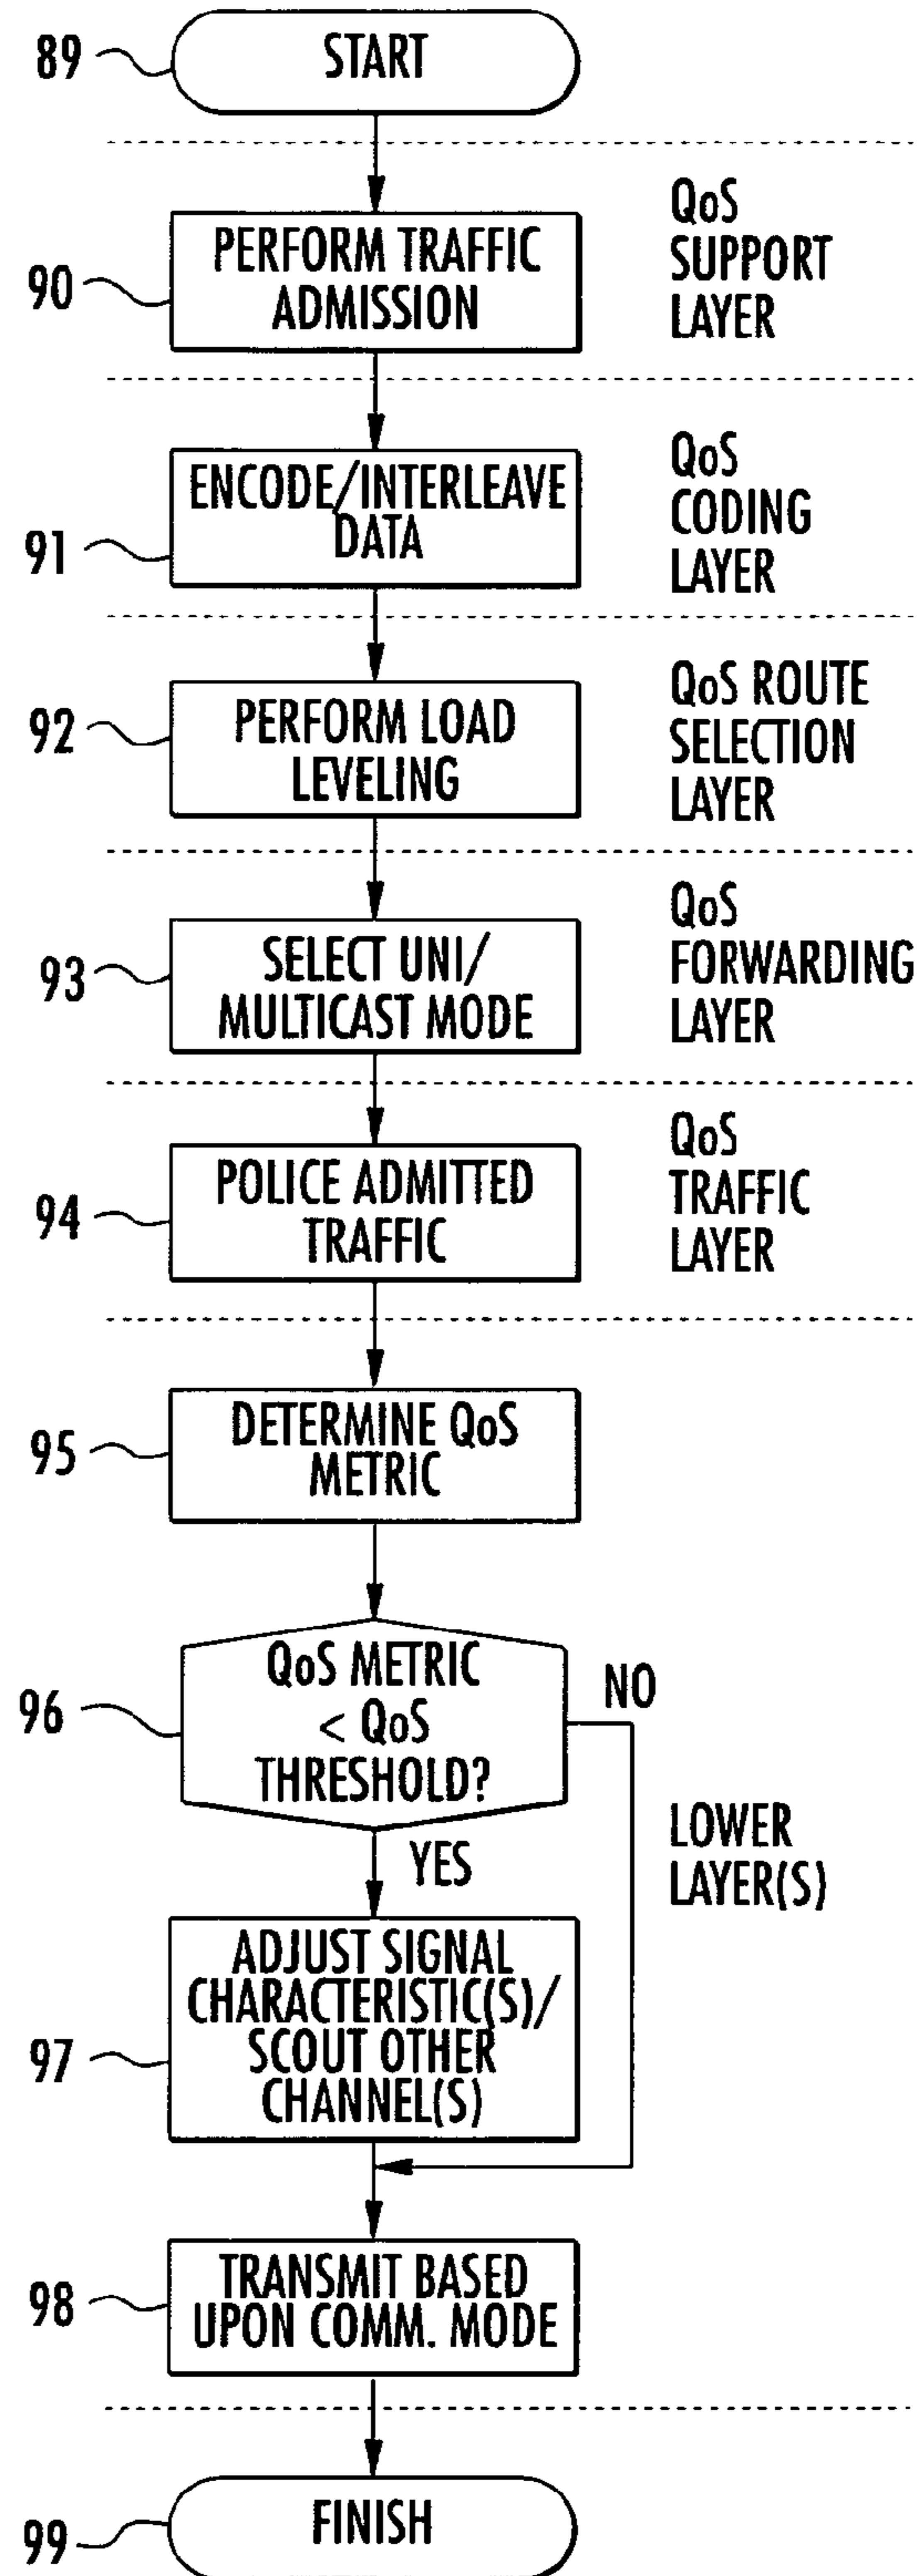 89
START
QoS
SUPPORT
LAYER
90
PERFORM TRAFFIC
ADMISSION
QoS
CODING
LAYER
91
ENCODE/INTERLEAVE
DATA
QoS ROUTE
SELECTION
LAYER
92
PERFORM LOAD
LEVELING
QoS
FORWARDING
LAYER
93
SELECT UNI/
MULTICAST MODE
QoS
TRAFFIC
LAYER
94
POLICE ADMITTED
TRAFFIC
95
DETERMINE QoS
METRIC
96
QoS METRIC
< QoS
THRESHOLD?
NO
YES
LOWER
LAYER(S)
97
ADJUST SIGNAL
CHARACTERISTIC(S)/
SCOUT OTHER
CHANNEL(S)
98
TRANSMIT BASED
UPON COMM. MODE
99
FINISH